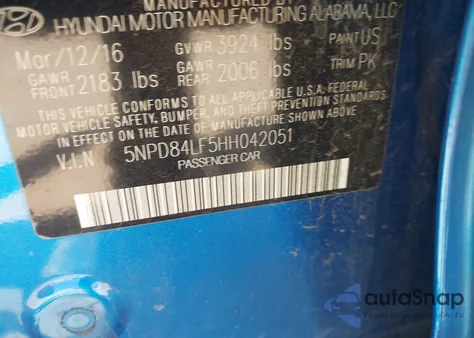 MANUFACTURED BY
HYUNDAI MOTOR MANUFACTURING ALABAMA, LLC
Mar/12/16 GVWR 3924 lbs PAINT US
GAWR FRONT 2183 lbs GAWR REAR 2006 lbs TRIM PK
THIS VEHICLE CONFORMS TO ALL APPLICABLE U.S.A. FEDERAL
MOTOR VEHICLE SAFETY, BUMPER, AND THEFT PREVENTION
STANDARDS IN EFFECT ON THE DATE OF MANUFACTURE SHOWN ABOVE.
V.I.N 5NPD84LF5HH042051
PASSENGER CAR
autoSnap